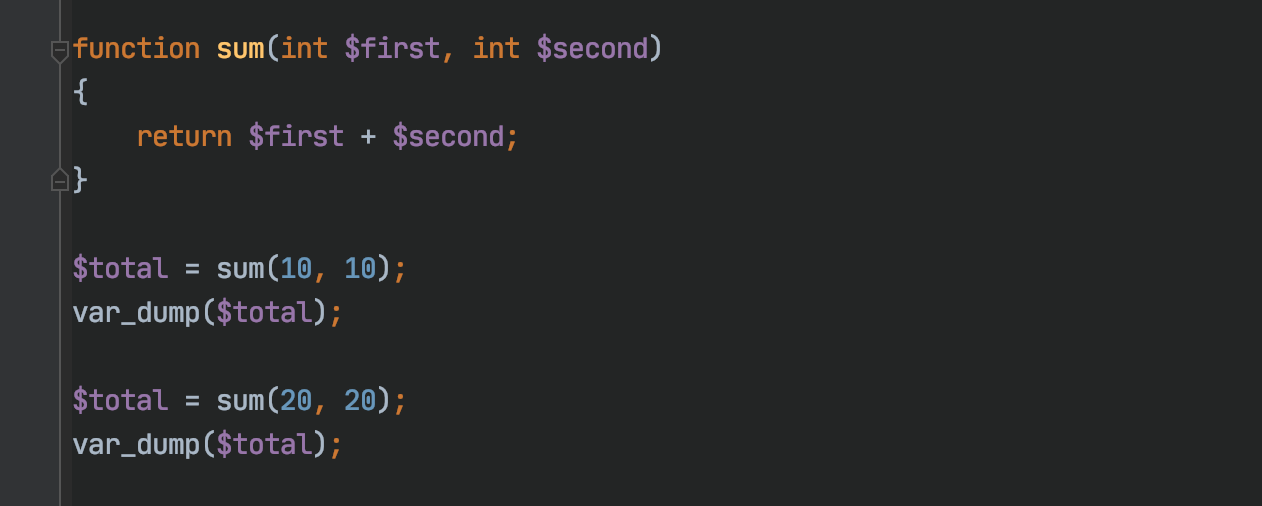 function sum(int $first, int $second)
{
    return $first + $second;
}

$total = sum(10, 10);
var_dump($total);

$total = sum(20, 20);
var_dump($total);